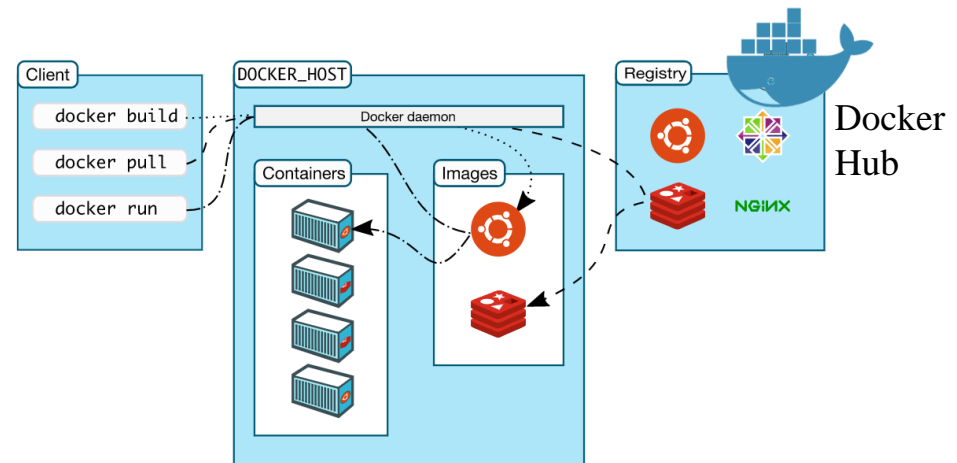 Client
docker build
docker pull
docker run
DOCKER_HOST
Docker daemon
Containers
Images
Registry
NGiNX
Docker
Hub